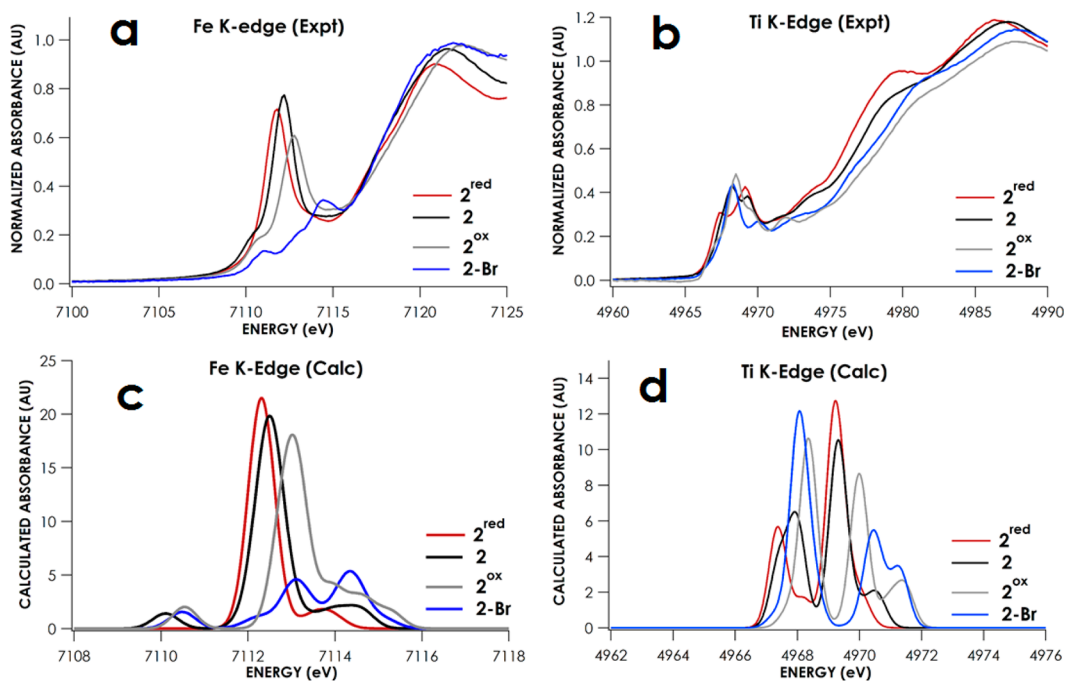 a
Fe K-edge (Expt)
NORMALIZED ABSORBANCE (AU)
1.0
0.8
0.6
0.4
0.2
0.0
2red
2
2ox
2-Br
7100
7105
7110
7115
7120
7125
ENERGY (eV)
b
Ti K-Edge (Expt)
NORMALIZED ABSORBANCE (AU)
1.2
1.0
0.8
0.6
0.4
0.2
0.0
2red
2
2ox
2-Br
4960
4965
4970
4975
4980
4985
4990
ENERGY (eV)
c
Fe K-Edge (Calc)
CALCULATED ABSORBANCE (AU)
25
20
15
10
5
0
2red
2
2ox
2-Br
7108
7110
7112
7114
7116
7118
ENERGY (eV)
d
Ti K-Edge (Calc)
CALCULATED ABSORBANCE (AU)
14
12
10
8
6
4
2
0
2red
2
2ox
2-Br
4962
4964
4966
4968
4970
4972
4974
4976
ENERGY (eV)